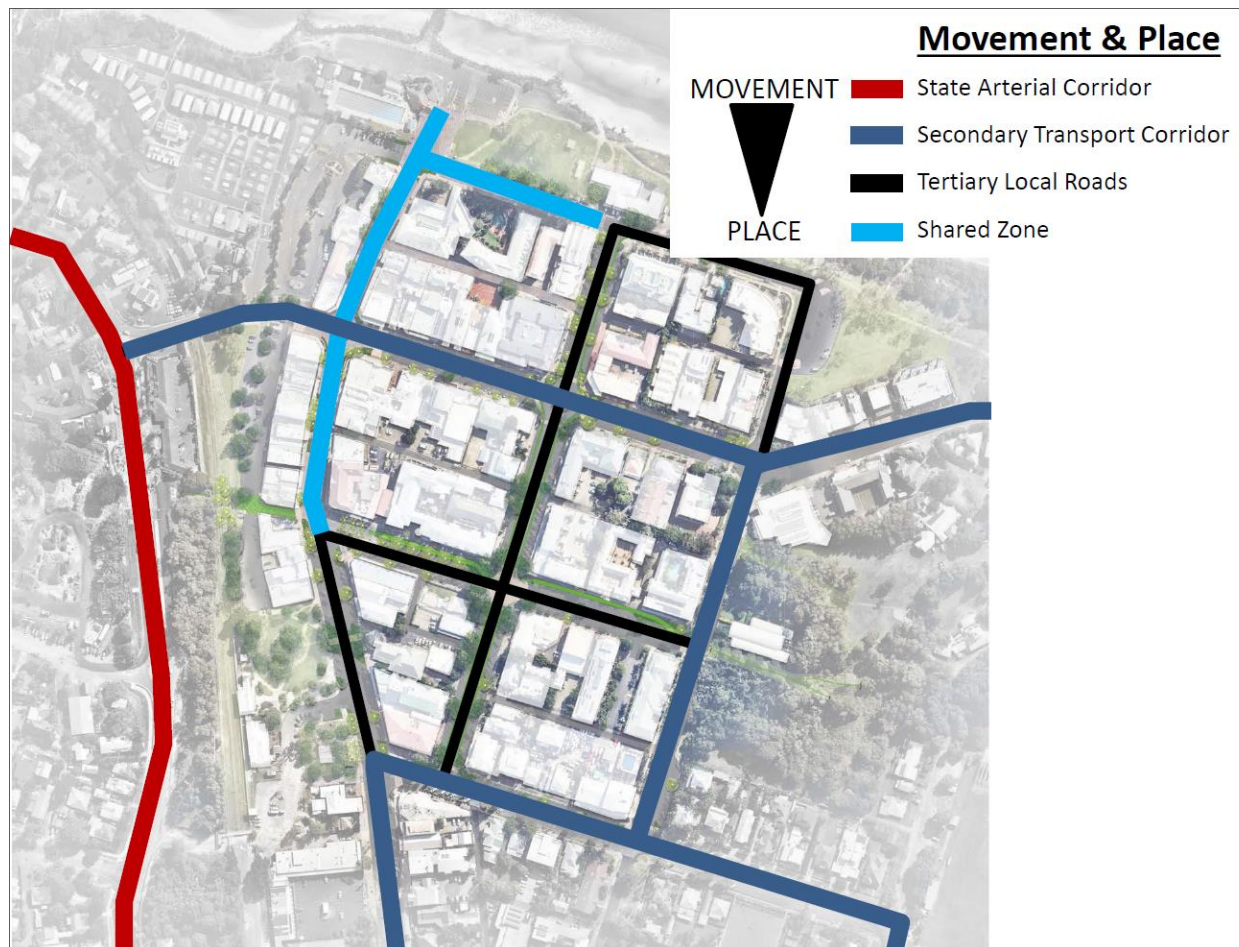 Movement & Place
MOVEMENT
State Arterial Corridor
Secondary Transport Corridor
Tertiary Local Roads
PLACE
Shared Zone